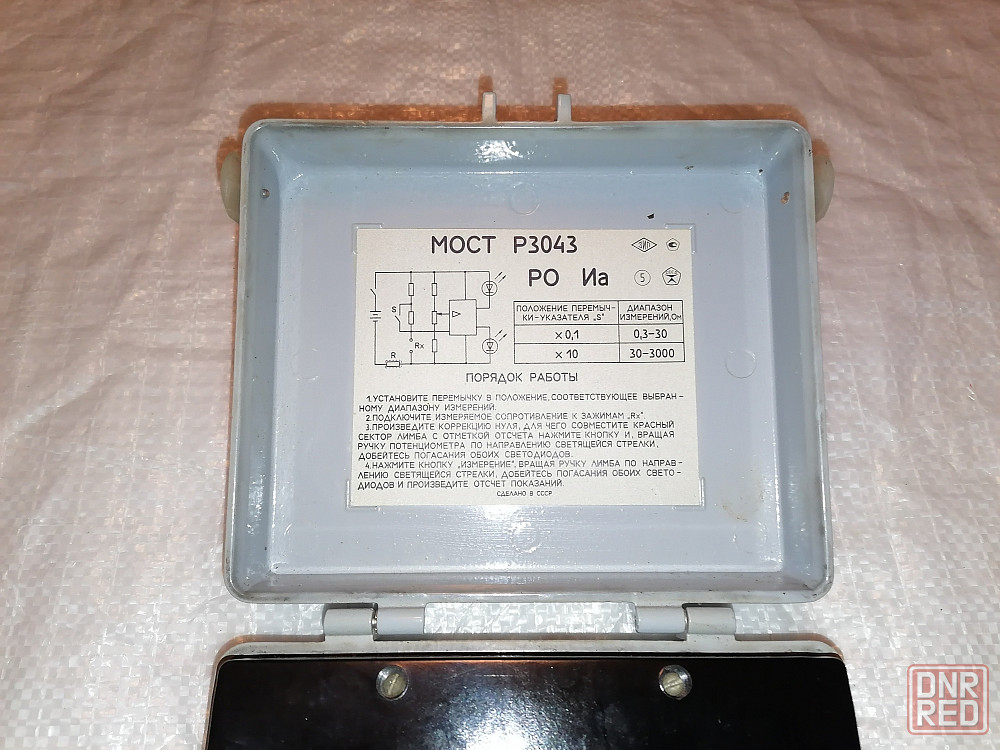 МОСТ Р3043
РО Иа
5
S
Rx
R
ПОЛОЖЕНИЕ ПЕРЕМЫЧ-
КИ-УКАЗАТЕЛЯ „S"
ДИАПАЗОН
ИЗМЕРЕНИЙ,Ом
× 0,1
0,3-30
× 10
30-3000
ПОРЯДОК РАБОТЫ
1.УСТАНОВИТЕ ПЕРЕМЫЧКУ В ПОЛОЖЕНИЕ, СООТВЕТСТВУЮЩЕЕ ВЫБРАН-
НОМУ ДИАПАЗОНУ ИЗМЕРЕНИЙ.
2.ПОДКЛЮЧИТЕ ИЗМЕРЯЕМОЕ СОПРОТИВЛЕНИЕ К ЗАЖИМАМ „Rx".
3.ПРОИЗВЕДИТЕ КОРРЕКЦИЮ НУЛЯ, ДЛЯ ЧЕГО СОВМЕСТИТЕ КРАСНЫЙ
СЕКТОР ЛИМБА С ОТМЕТКОЙ ОТСЧЕТА НАЖМИТЕ КНОПКУ И, ВРАЩАЯ
РУЧКУ ПОТЕНЦИОМЕТРА ПО НАПРАВЛЕНИЮ СВЕТЯЩЕЙСЯ СТРЕЛКИ,
ДОБЕЙТЕСЬ ПОГАСАНИЯ ОБОИХ СВЕТОДИОДОВ.
4.НАЖМИТЕ КНОПКУ „ИЗМЕРЕНИЕ", ВРАЩАЯ РУЧКУ ЛИМБА ПО НАПРАВ-
ЛЕНИЮ СВЕТЯЩЕЙСЯ СТРЕЛКИ, ДОБЕЙТЕСЬ ПОГАСАНИЯ ОБОИХ СВЕТО-
ДИОДОВ И ПРОИЗВЕДИТЕ ОТСЧЕТ ПОКАЗАНИЙ.
СДЕЛАНО В СССР
DNR
RED